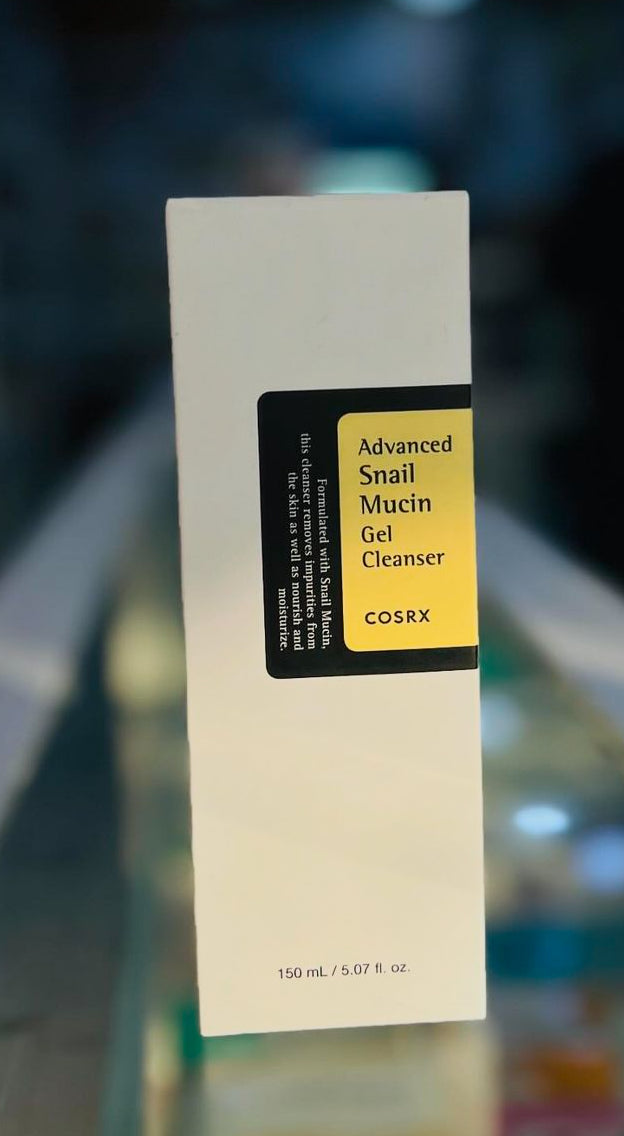 Advanced
Snail
Mucin
Gel
Cleanser
COSRX
Formulated with Snail Mucin,
this cleanser removes impurities from
the skin as well as nourish and
moisturize.
150 mL / 5.07 fl. oz.